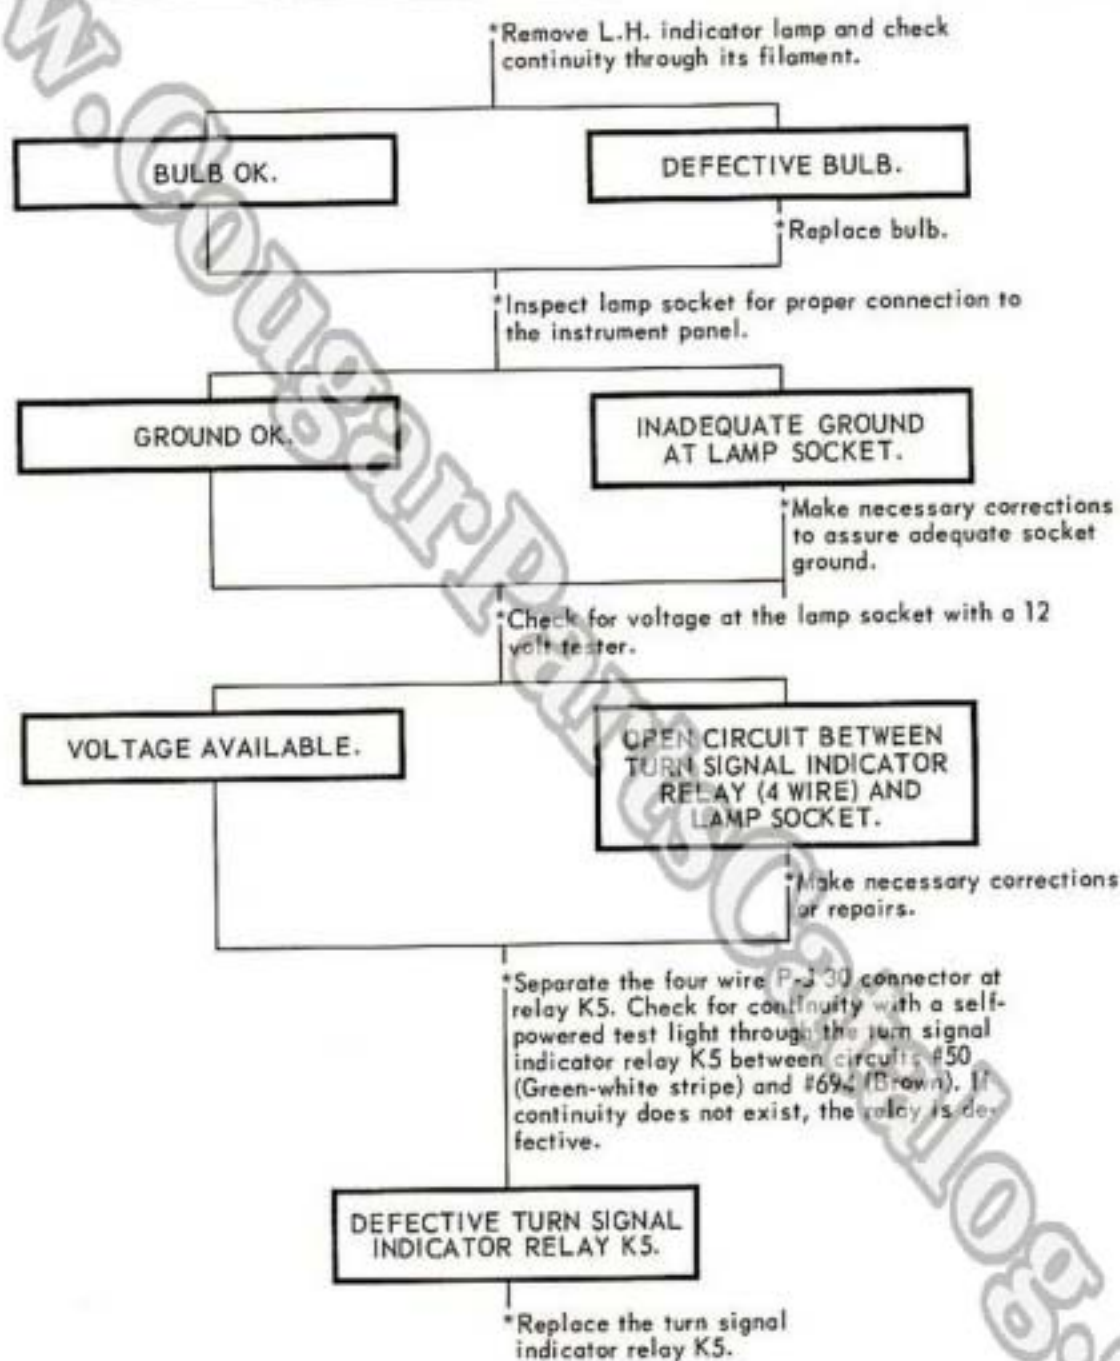 *Remove L.H. indicator lamp and check
continuity through its filament.
BULB OK.
DEFECTIVE BULB.
*Replace bulb.
*Inspect lamp socket for proper connection to
the instrument panel.
GROUND OK.
INADEQUATE GROUND
AT LAMP SOCKET.
*Make necessary corrections
to assure adequate socket
ground.
*Check for voltage at the lamp socket with a 12
volt tester.
VOLTAGE AVAILABLE.
OPEN CIRCUIT BETWEEN
TURN SIGNAL INDICATOR
RELAY (4 WIRE) AND
LAMP SOCKET.
*Make necessary corrections
or repairs.
*Separate the four wire P-J 30 connector at
relay K5. Check for continuity with a self-
powered test light through the turn signal
indicator relay K5 between circuits #50
(Green-white stripe) and #694 (Brown). If
continuity does not exist, the relay is de-
fective.
DEFECTIVE TURN SIGNAL
INDICATOR RELAY K5.
*Replace the turn signal
indicator relay K5.
w.CougarPartsCatalog.